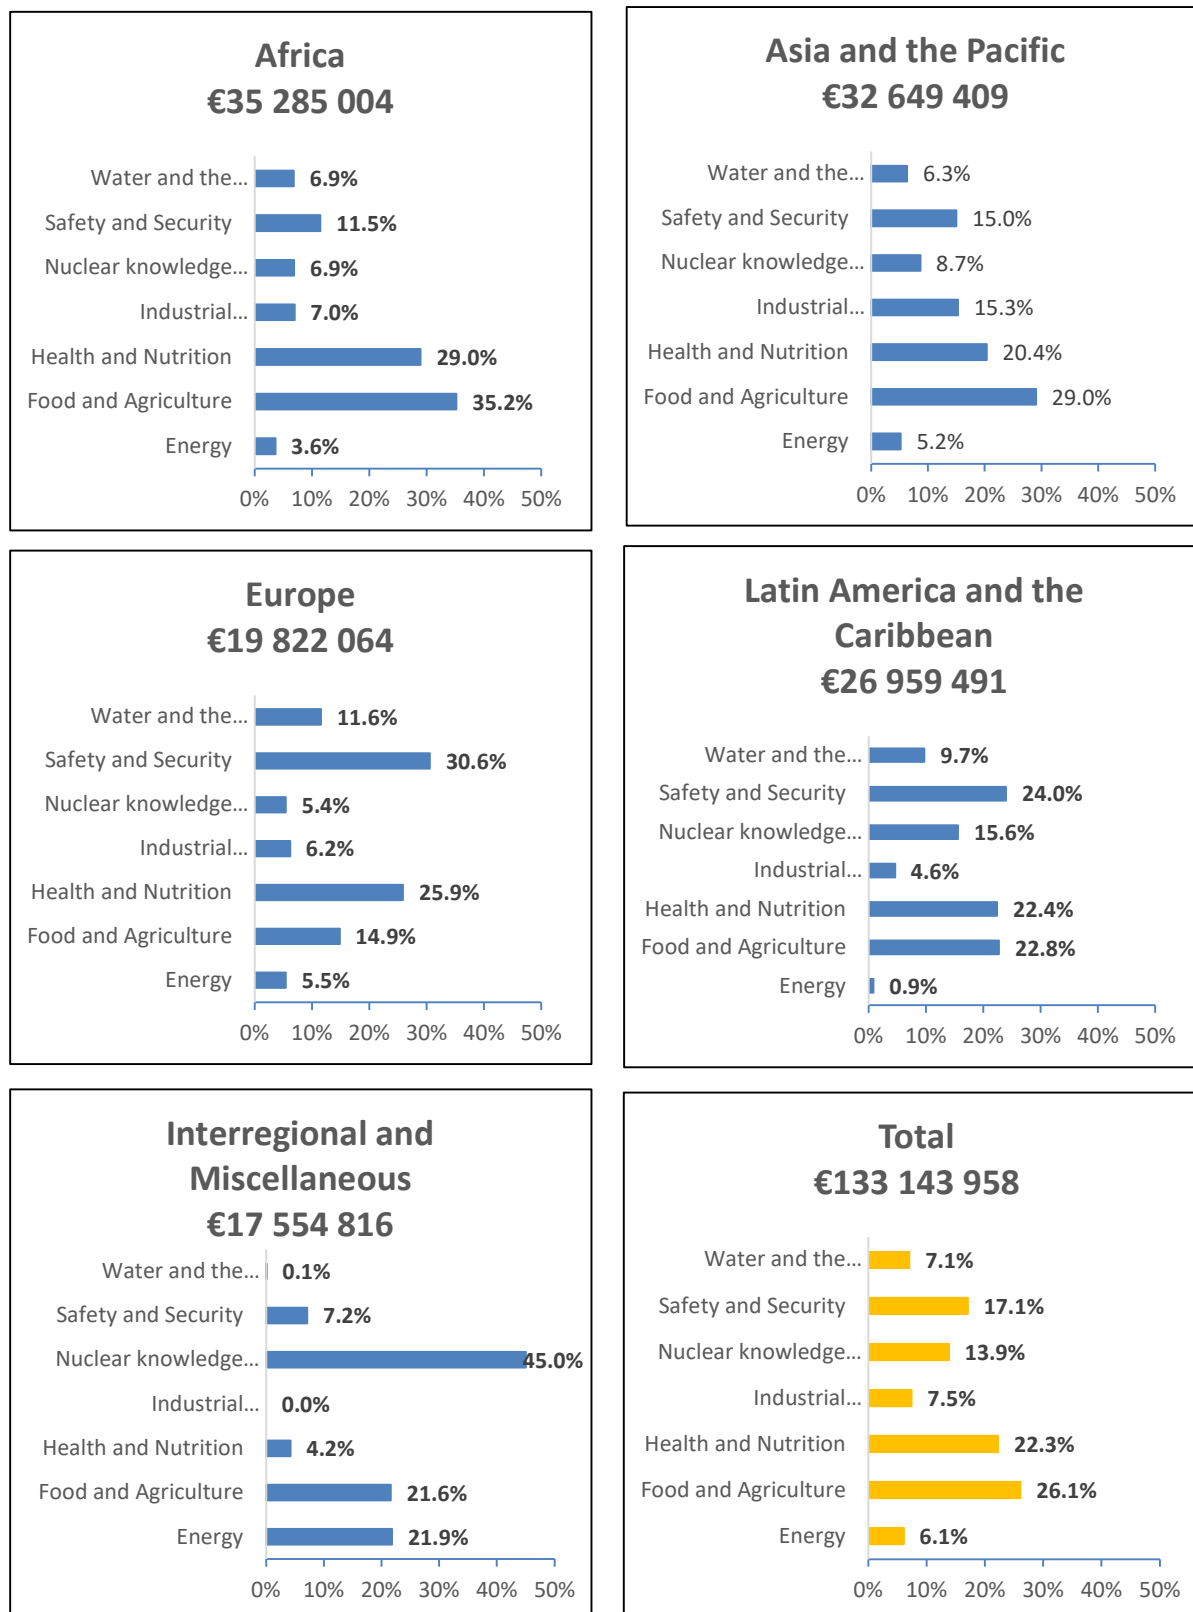 Africa
€35 285 004
Water and the... 6.9%
Safety and Security 11.5%
Nuclear knowledge... 6.9%
Industrial... 7.0%
Health and Nutrition 29.0%
Food and Agriculture 35.2%
Energy 3.6%
0% 10% 20% 30% 40% 50%
Asia and the Pacific
€32 649 409
Water and the... 6.3%
Safety and Security 15.0%
Nuclear knowledge... 8.7%
Industrial... 15.3%
Health and Nutrition 20.4%
Food and Agriculture 29.0%
Energy 5.2%
0% 10% 20% 30% 40% 50%
Europe
€19 822 064
Water and the... 11.6%
Safety and Security 30.6%
Nuclear knowledge... 5.4%
Industrial... 6.2%
Health and Nutrition 25.9%
Food and Agriculture 14.9%
Energy 5.5%
0% 10% 20% 30% 40% 50%
Latin America and the
Caribbean
€26 959 491
Water and the... 9.7%
Safety and Security 24.0%
Nuclear knowledge... 15.6%
Industrial... 4.6%
Health and Nutrition 22.4%
Food and Agriculture 22.8%
Energy 0.9%
0% 10% 20% 30% 40% 50%
Interregional and
Miscellaneous
€17 554 816
Water and the... 0.1%
Safety and Security 7.2%
Nuclear knowledge... 45.0%
Industrial... 0.0%
Health and Nutrition 4.2%
Food and Agriculture 21.6%
Energy 21.9%
0% 10% 20% 30% 40% 50%
Total
€133 143 958
Water and the... 7.1%
Safety and Security 17.1%
Nuclear knowledge... 13.9%
Industrial... 7.5%
Health and Nutrition 22.3%
Food and Agriculture 26.1%
Energy 6.1%
0% 10% 20% 30% 40% 50%